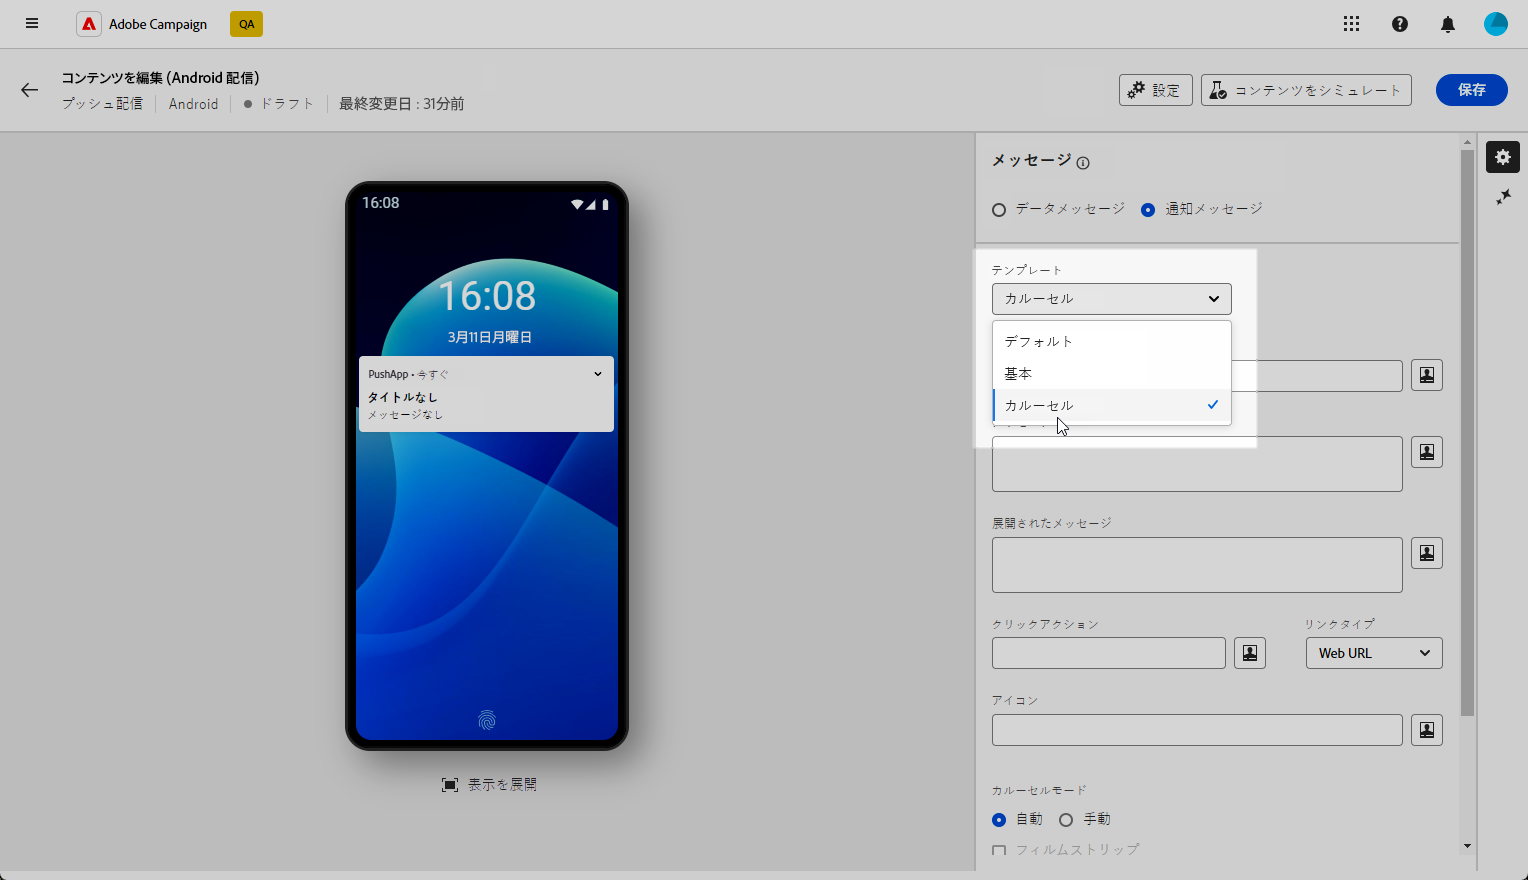 Adobe Campaign
QA
コンテンツを編集 (Android 配信)
プッシュ配信
Android
ドラフト
最終変更日 : 31分前
設定
コンテンツをシミュレート
保存
16:08
16:08
3月11日月曜日
PushApp • 今すぐ
タイトルなし
メッセージなし
表示を展開
メッセージ
データメッセージ
通知メッセージ
テンプレート
カルーセル
デフォルト
基本
カルーセル
展開されたメッセージ
クリックアクション
リンクタイプ
Web URL
アイコン
カルーセルモード
自動
手動
フィルムストリップ